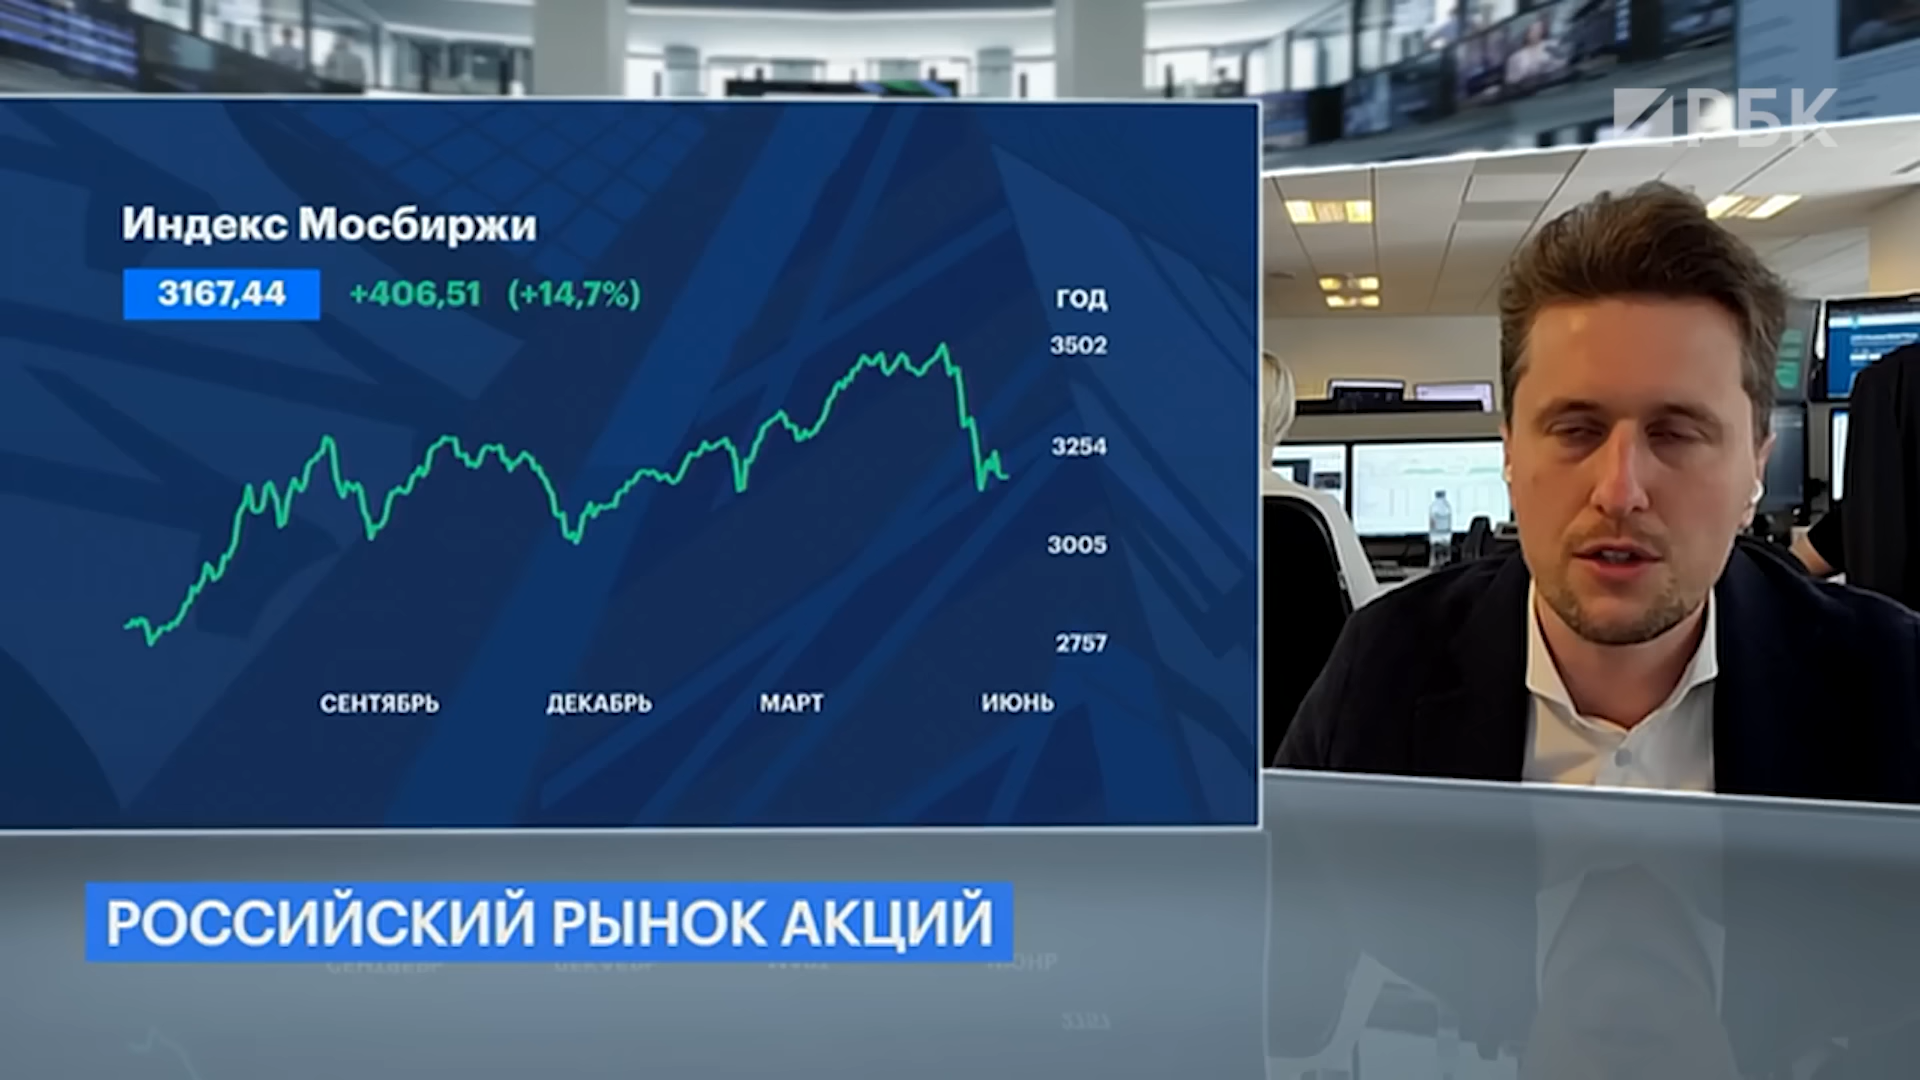 РБК
Индекс Мосбиржи
3167,44 +406,51 (+14,7%)
ГОД
3502
3254
3005
2757
СЕНТЯБРЬ ДЕКАБРЬ МАРТ ИЮНЬ
РОССИЙСКИЙ РЫНОК АКЦИЙ